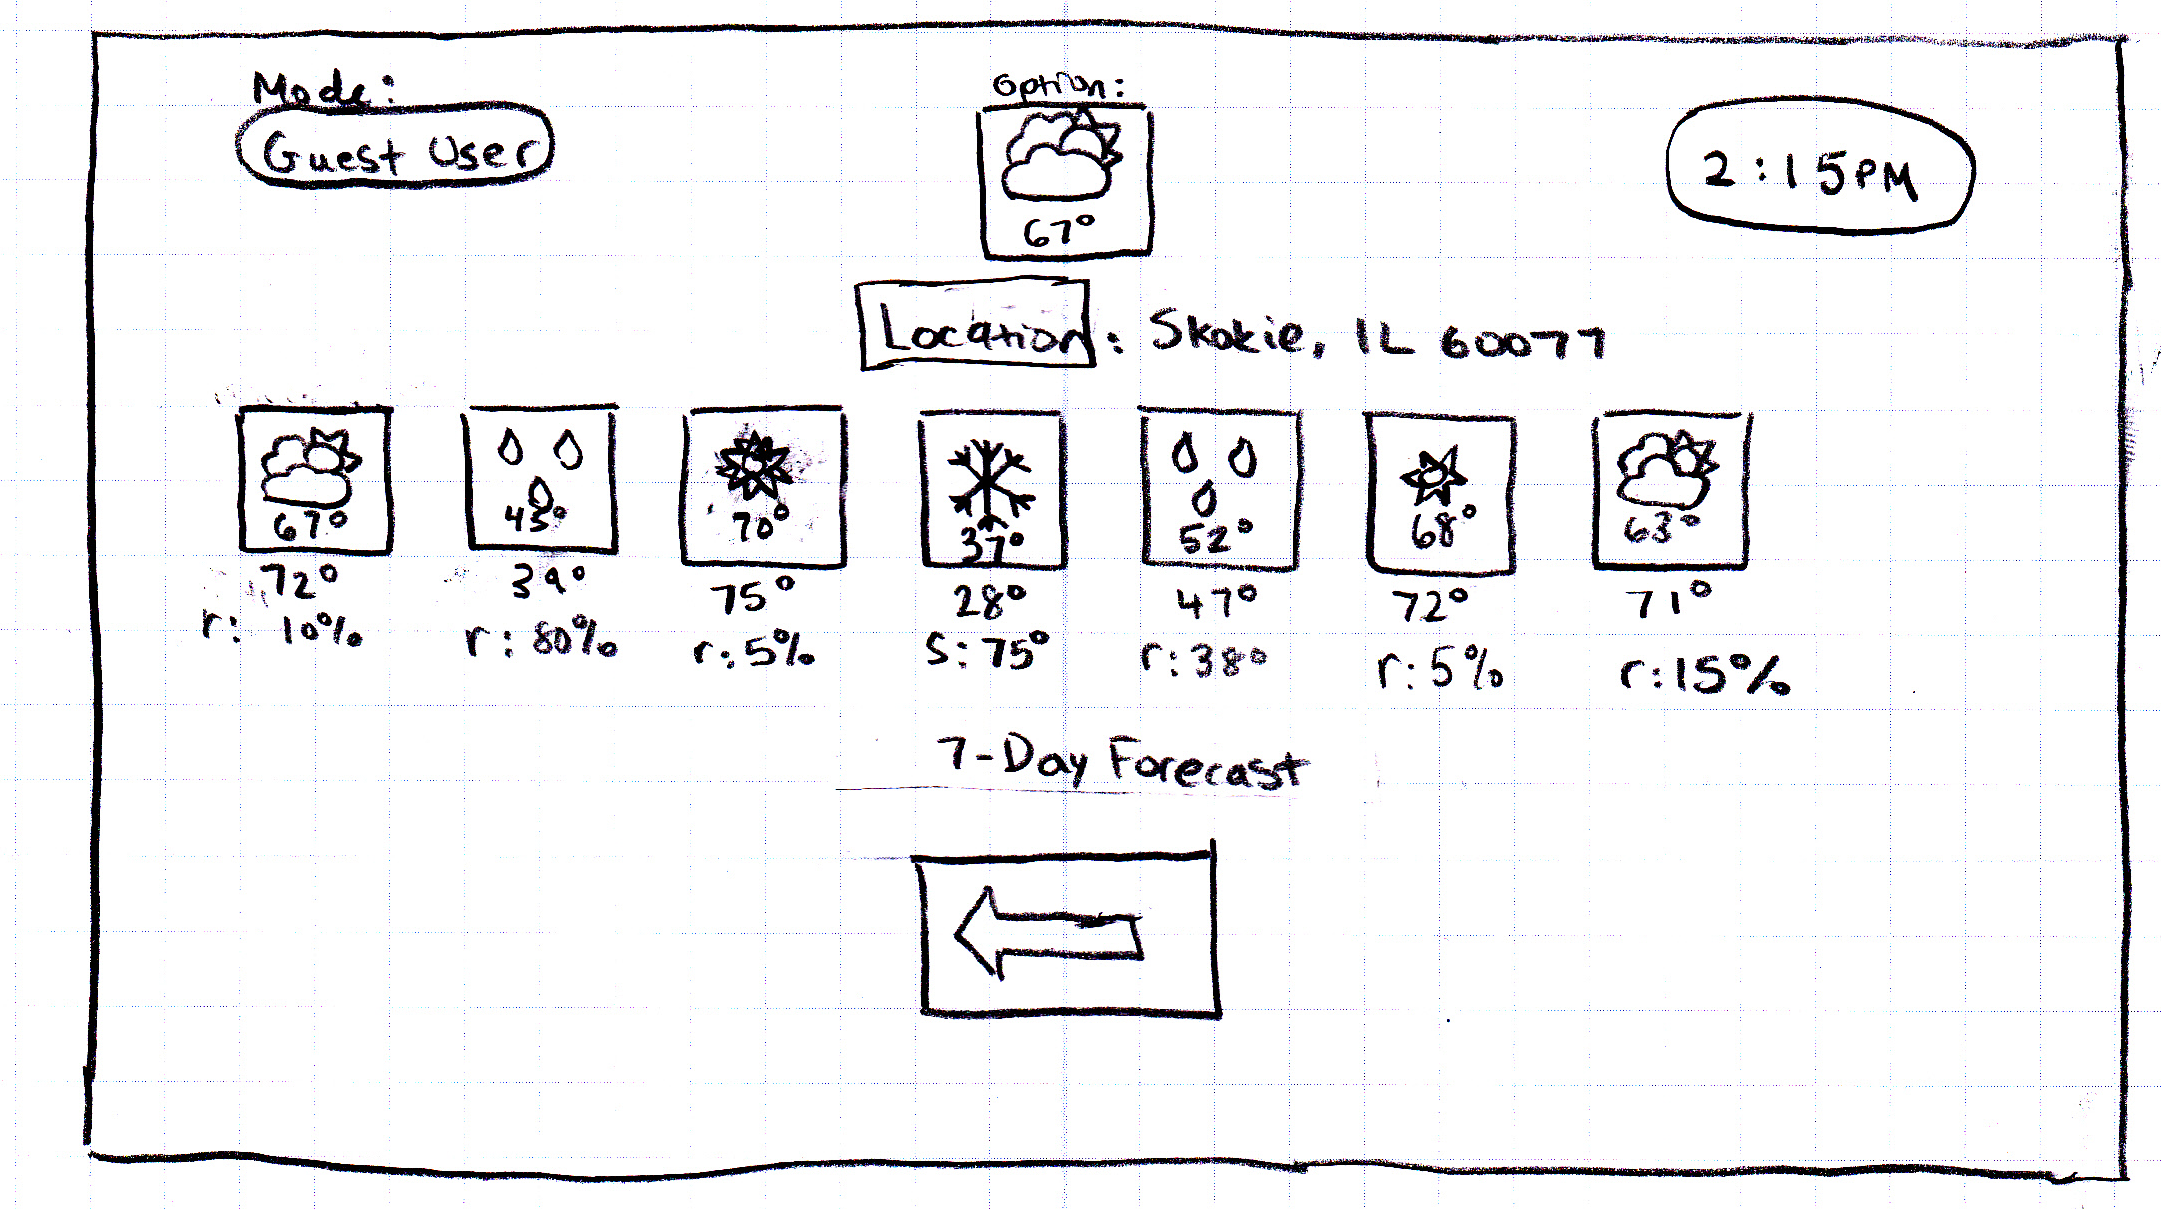 Mode:
Guest User
Option:
67°
2:15PM
Location: Skokie, IL 60077
67° 45° 70° 37° 52° 68° 63°
72° 39° 75° 28° 47° 72° 71°
r: 10% r: 80% r:5% s:75° r:38° r:5% r:15%
7-Day Forecast